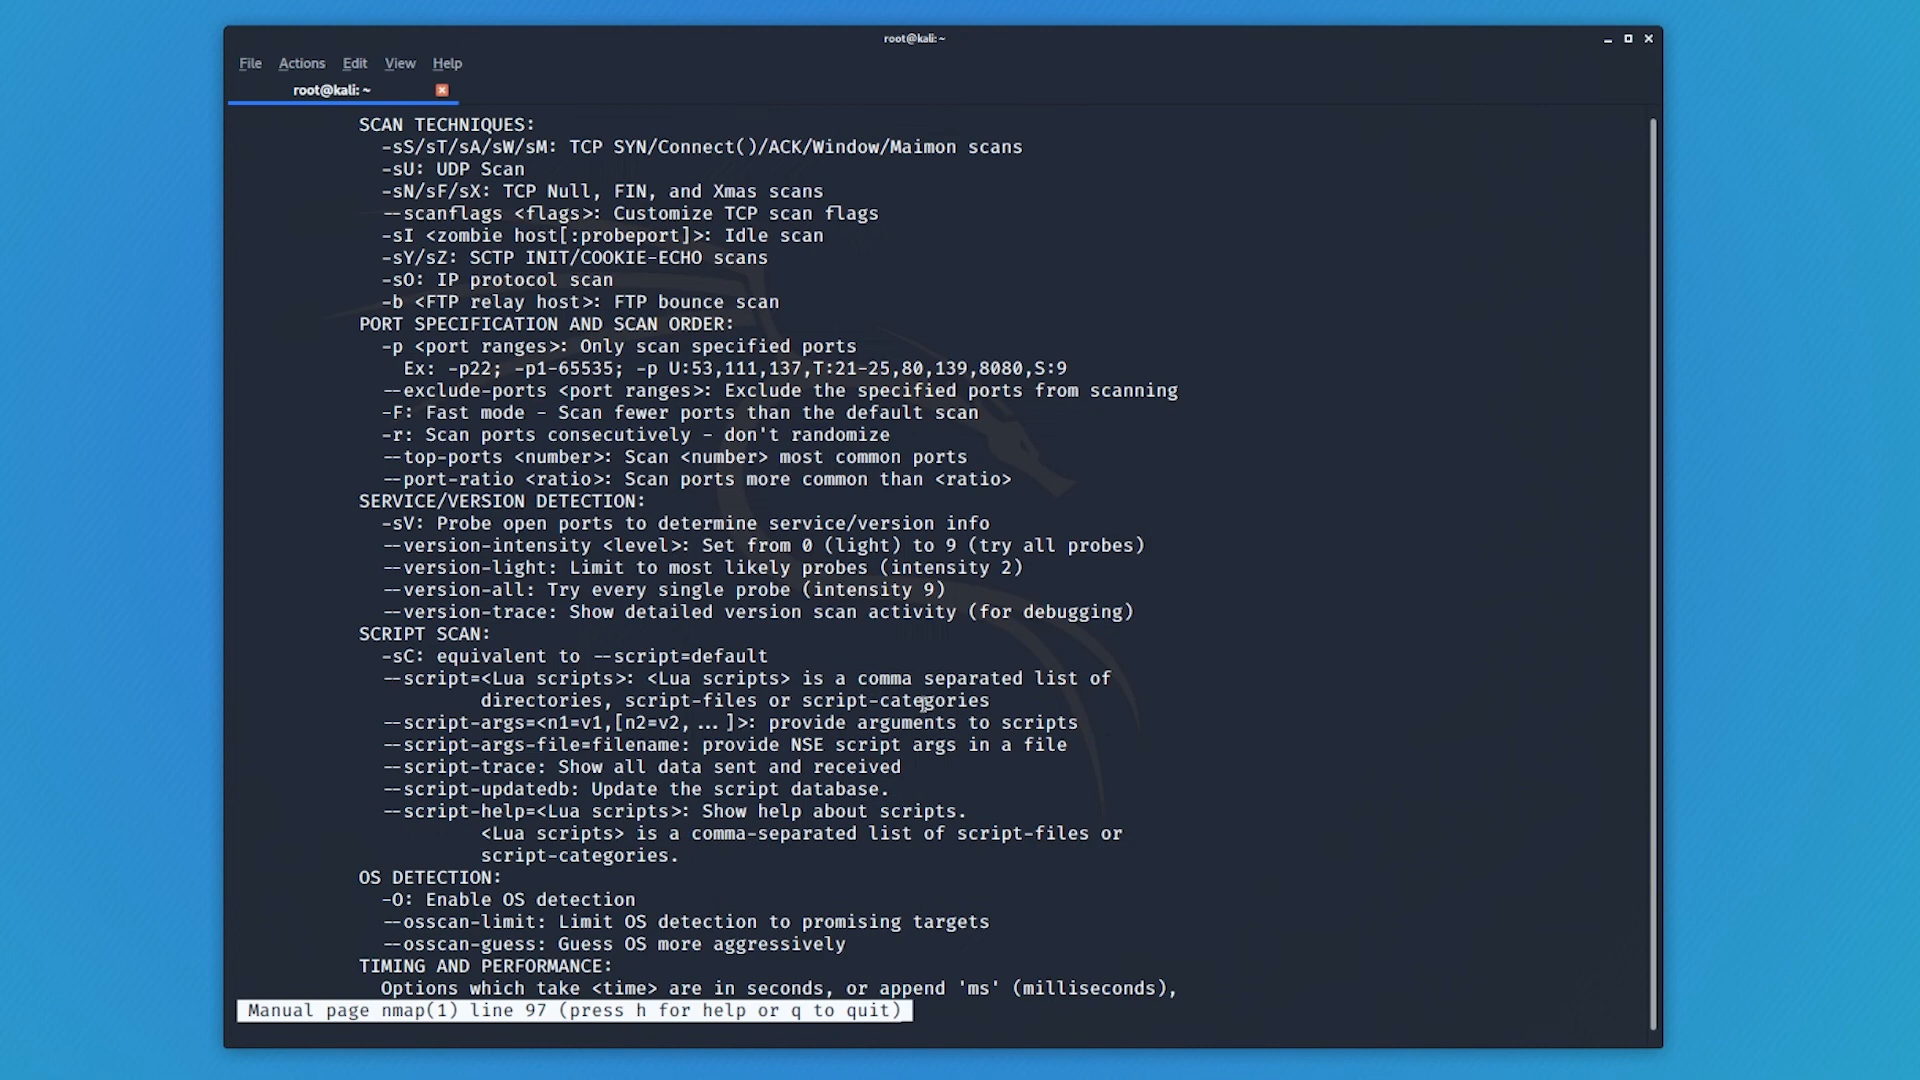 root@kali: ~
File Actions Edit View Help
root@kali: ~
SCAN TECHNIQUES:
-sS/sT/sA/sW/sM: TCP SYN/Connect()/ACK/Window/Maimon scans
-sU: UDP Scan
-sN/sF/sX: TCP Null, FIN, and Xmas scans
--scanflags <flags>: Customize TCP scan flags
-sI <zombie host[:probeport]>: Idle scan
-sY/sZ: SCTP INIT/COOKIE-ECHO scans
-sO: IP protocol scan
-b <FTP relay host>: FTP bounce scan
PORT SPECIFICATION AND SCAN ORDER:
-p <port ranges>: Only scan specified ports
Ex: -p22; -p1-65535; -p U:53,111,137,T:21-25,80,139,8080,S:9
--exclude-ports <port ranges>: Exclude the specified ports from scanning
-F: Fast mode - Scan fewer ports than the default scan
-r: Scan ports consecutively - don't randomize
--top-ports <number>: Scan <number> most common ports
--port-ratio <ratio>: Scan ports more common than <ratio>
SERVICE/VERSION DETECTION:
-sV: Probe open ports to determine service/version info
--version-intensity <level>: Set from 0 (light) to 9 (try all probes)
--version-light: Limit to most likely probes (intensity 2)
--version-all: Try every single probe (intensity 9)
--version-trace: Show detailed version scan activity (for debugging)
SCRIPT SCAN:
-sC: equivalent to --script=default
--script=<Lua scripts>: <Lua scripts> is a comma separated list of
directories, script-files or script-categories
--script-args=<n1=v1,[n2=v2,...]>: provide arguments to scripts
--script-args-file=filename: provide NSE script args in a file
--script-trace: Show all data sent and received
--script-updatedb: Update the script database.
--script-help=<Lua scripts>: Show help about scripts.
<Lua scripts> is a comma-separated list of script-files or
script-categories.
OS DETECTION:
-O: Enable OS detection
--osscan-limit: Limit OS detection to promising targets
--osscan-guess: Guess OS more aggressively
TIMING AND PERFORMANCE:
Options which take <time> are in seconds, or append 'ms' (milliseconds),
Manual page nmap(1) line 97 (press h for help or q to quit)